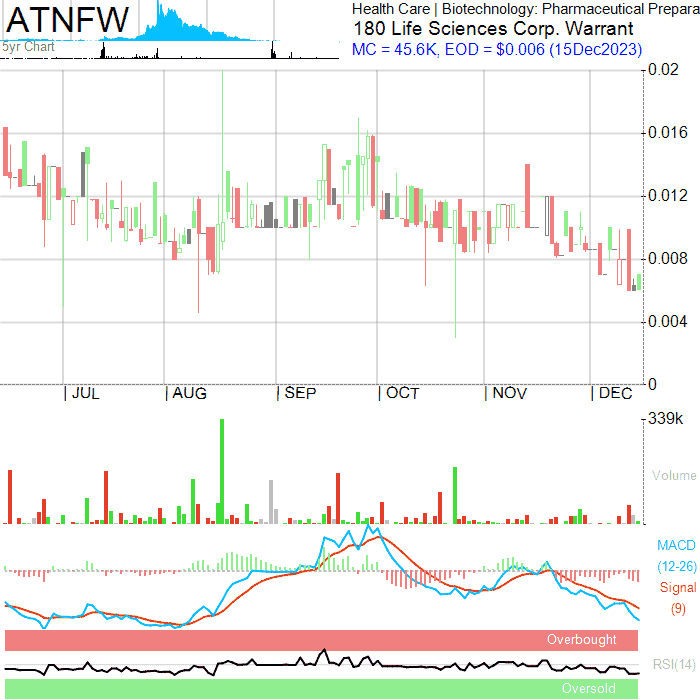 ATNFW
5yr Chart
Health Care | Biotechnology: Pharmaceutical Prepara
180 Life Sciences Corp. Warrant
MC = 45.6K, EOD = $0.006 (15Dec2023)
0.02
0.016
0.012
0.008
0.004
0
| JUL | AUG | SEP | OCT | NOV | DEC
339k
Volume
MACD
(12-26)
Signal
(9)
Overbought
RSI(14)
Oversold